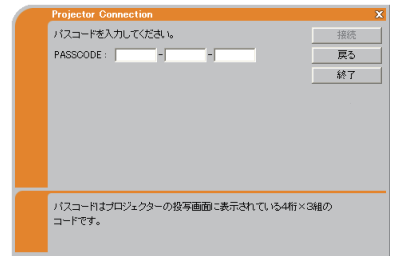 Projector Connection X
パスコードを入力してください。
接続
PASSCODE : - -
戻る
終了
パスコードはプロジェクターの投写画面に表示されている4桁×3組の
コードです。